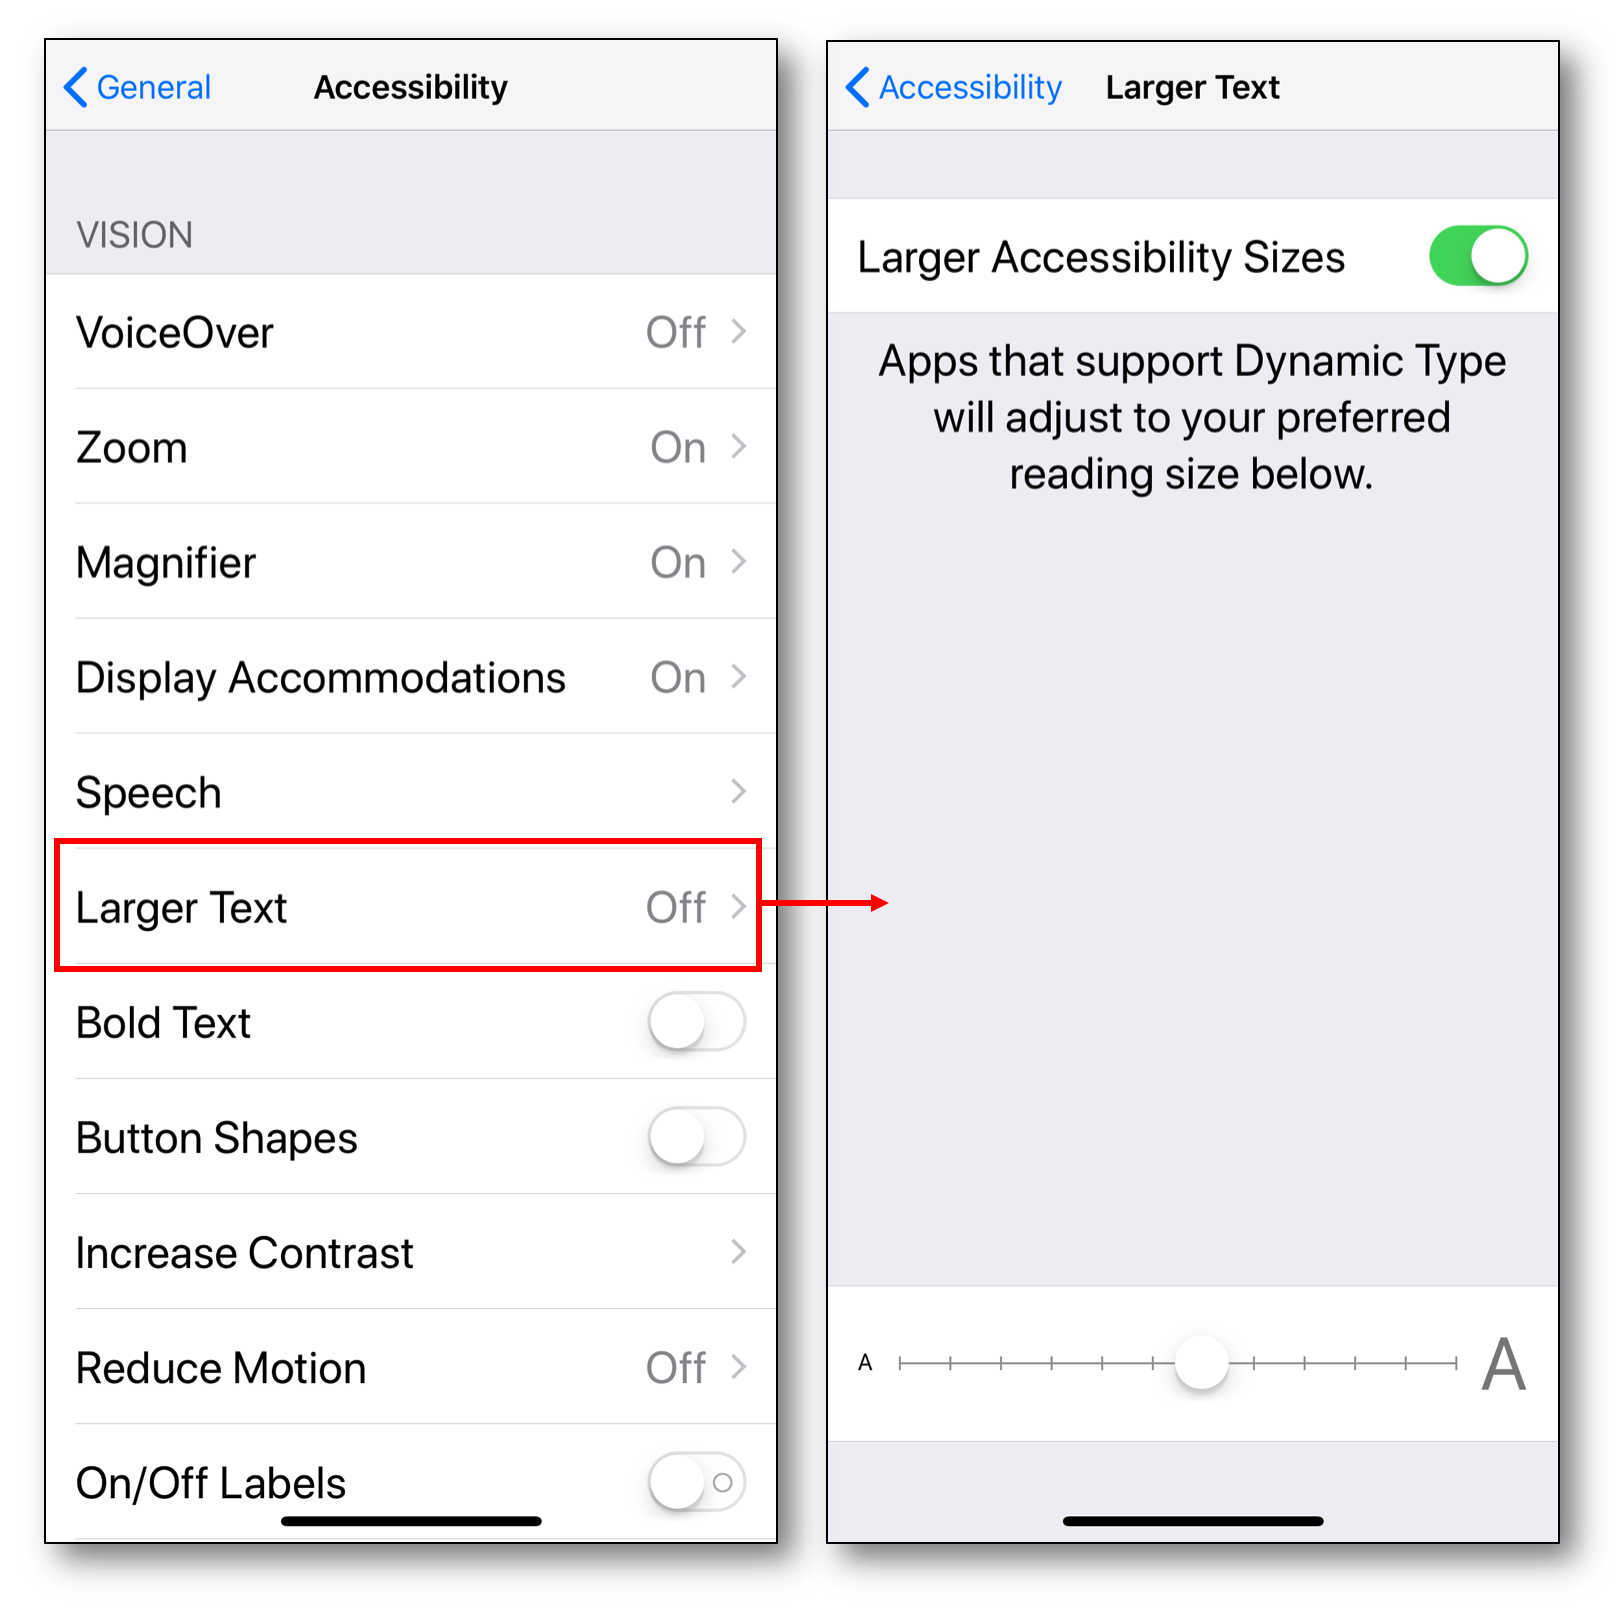 General
Accessibility
VISION
VoiceOver Off
Zoom On
Magnifier On
Display Accommodations On
Speech
Larger Text Off
Bold Text
Button Shapes
Increase Contrast
Reduce Motion Off
On/Off Labels
Accessibility
Larger Text
Larger Accessibility Sizes
Apps that support Dynamic Type
will adjust to your preferred
reading size below.
A A